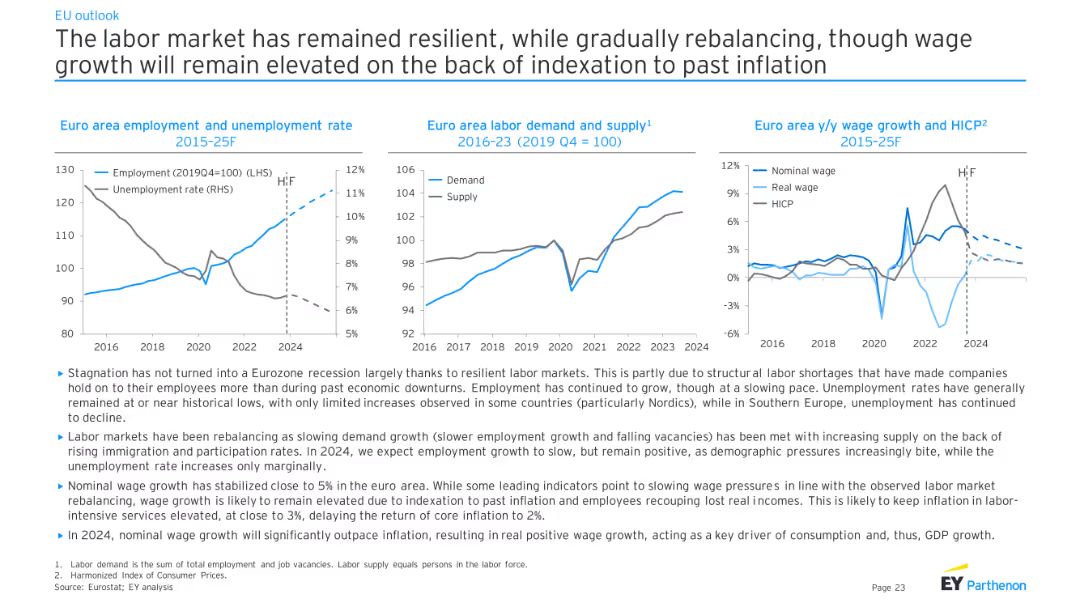 EU outlook
The labor market has remained resilient, while gradually rebalancing, though wage
growth will remain elevated on the back of indexation to past inflation
Euro area employment and unemployment rate
2015–25F
130
120
110
100
90
80
Employment (2019Q4=100) (LHS)
Unemployment rate (RHS)
H F
12%
11%
10%
9%
8%
7%
6%
5%
2016 2018 2020 2022 2024
Euro area labor demand and supply1
2016–23 (2019 Q4 = 100)
106
104
102
100
98
96
94
92
Demand
Supply
2016 2017 2018 2019 2020 2021 2022 2023 2024
Euro area y/y wage growth and HICP2
2015–25F
12%
9%
6%
3%
0%
-3%
-6%
Nominal wage
Real wage
HICP
H F
2016 2018 2020 2022 2024
▸ Stagnation has not turned into a Eurozone recession largely thanks to resilient labor markets. This is partly due to structural labor shortages that have made companies
hold on to their employees more than during past economic downturns. Employment has continued to grow, though at a slowing pace. Unemployment rates have generally
remained at or near historical lows, with only limited increases observed in some countries (particularly Nordics), while in Southern Europe, unemployment has continued
to decline.
▸ Labor markets have been rebalancing as slowing demand growth (slower employment growth and falling vacancies) has been met with increasing supply on the back of
rising immigration and participation rates. In 2024, we expect employment growth to slow, but remain positive, as demographic pressures increasingly bite, while the
unemployment rate increases only marginally.
▸ Nominal wage growth has stabilized close to 5% in the euro area. While some leading indicators point to slowing wage pressures in line with the observed labor market
rebalancing, wage growth is likely to remain elevated due to indexation to past inflation and employees recouping lost real incomes. This is likely to keep inflation in labor-
intensive services elevated, at close to 3%, delaying the return of core inflation to 2%.
▸ In 2024, nominal wage growth will significantly outpace inflation, resulting in real positive wage growth, acting as a key driver of consumption and, thus, GDP growth.
1. Labor demand is the sum of total employment and job vacancies. Labor supply equals persons in the labor force.
2. Harmonized Index of Consumer Prices.
Source: Eurostat; EY analysis
Page 23
EY Parthenon